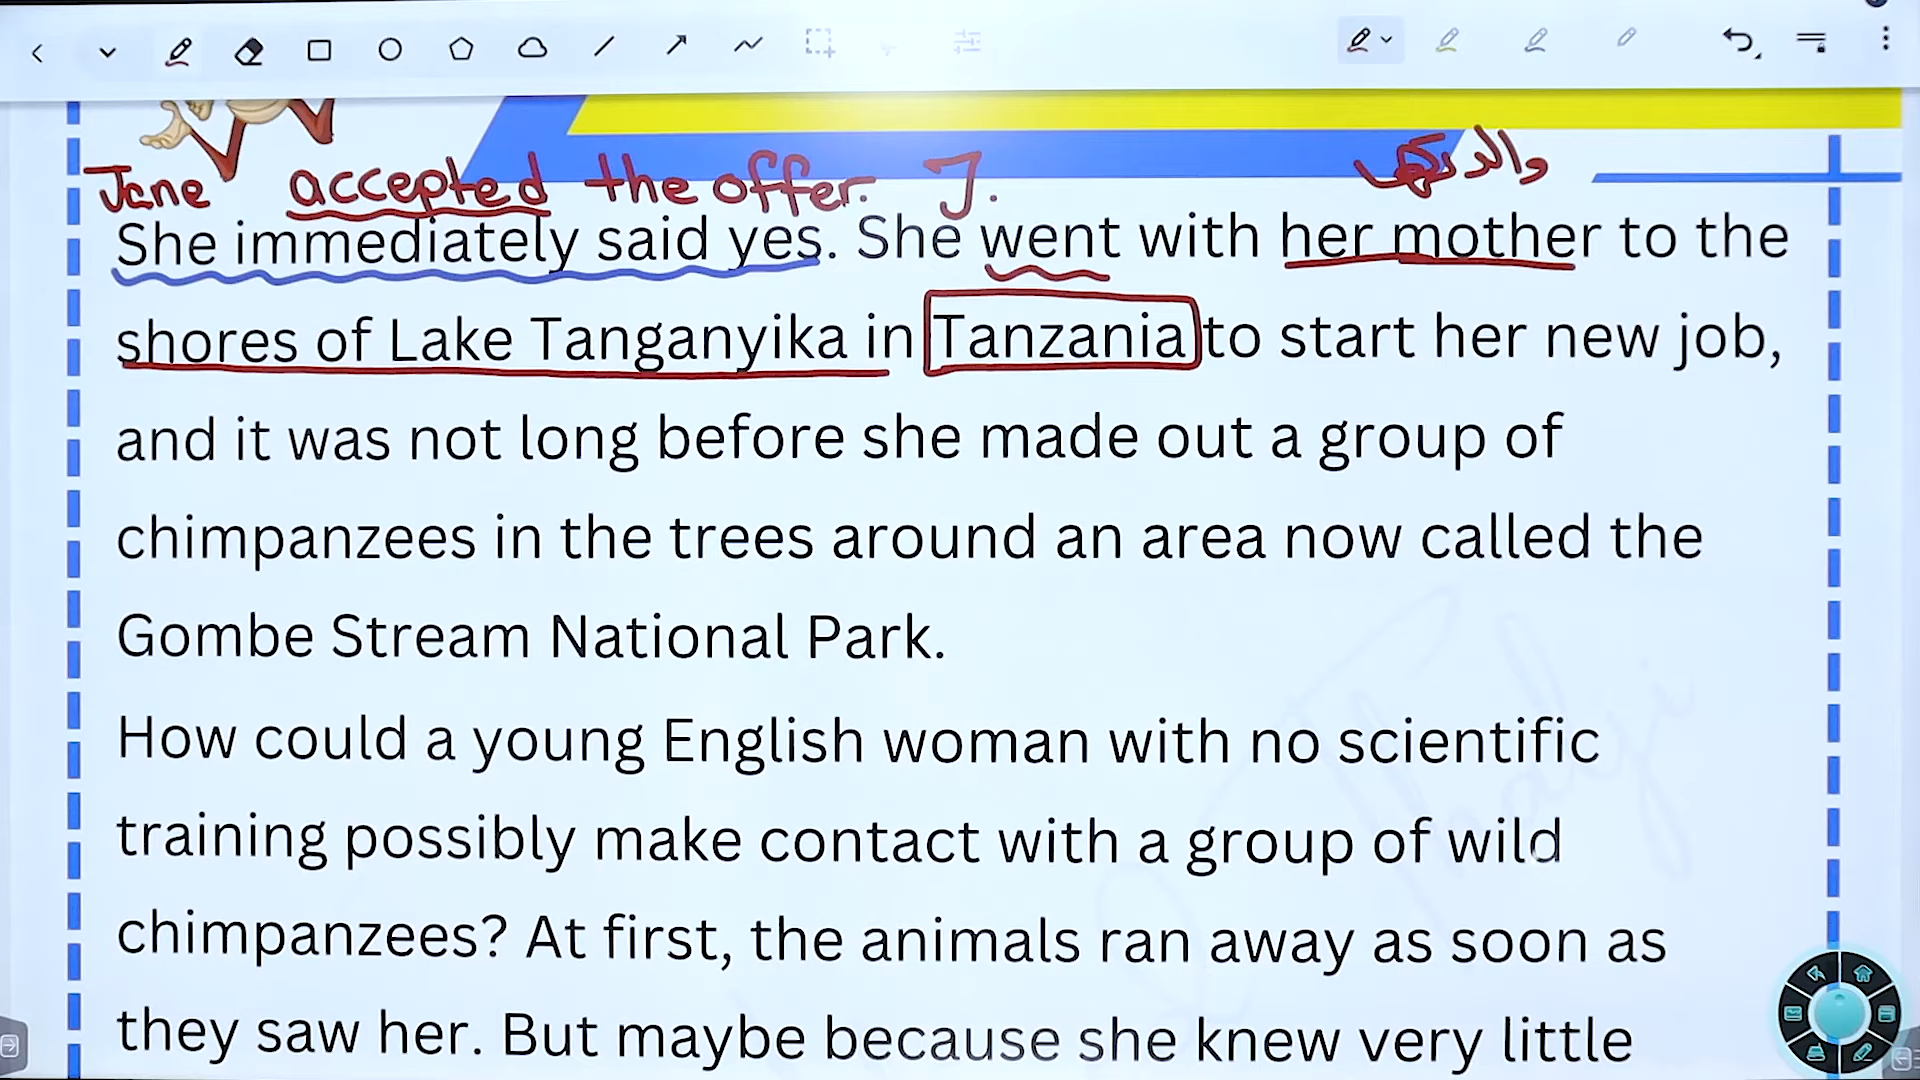 Jane accepted the offer. J. والدتها
She immediately said yes. She went with her mother to the
shores of Lake Tanganyika in Tanzania to start her new job,
and it was not long before she made out a group of
chimpanzees in the trees around an area now called the
Gombe Stream National Park.
How could a young English woman with no scientific
training possibly make contact with a group of wild
chimpanzees? At first, the animals ran away as soon as
they saw her. But maybe because she knew very little